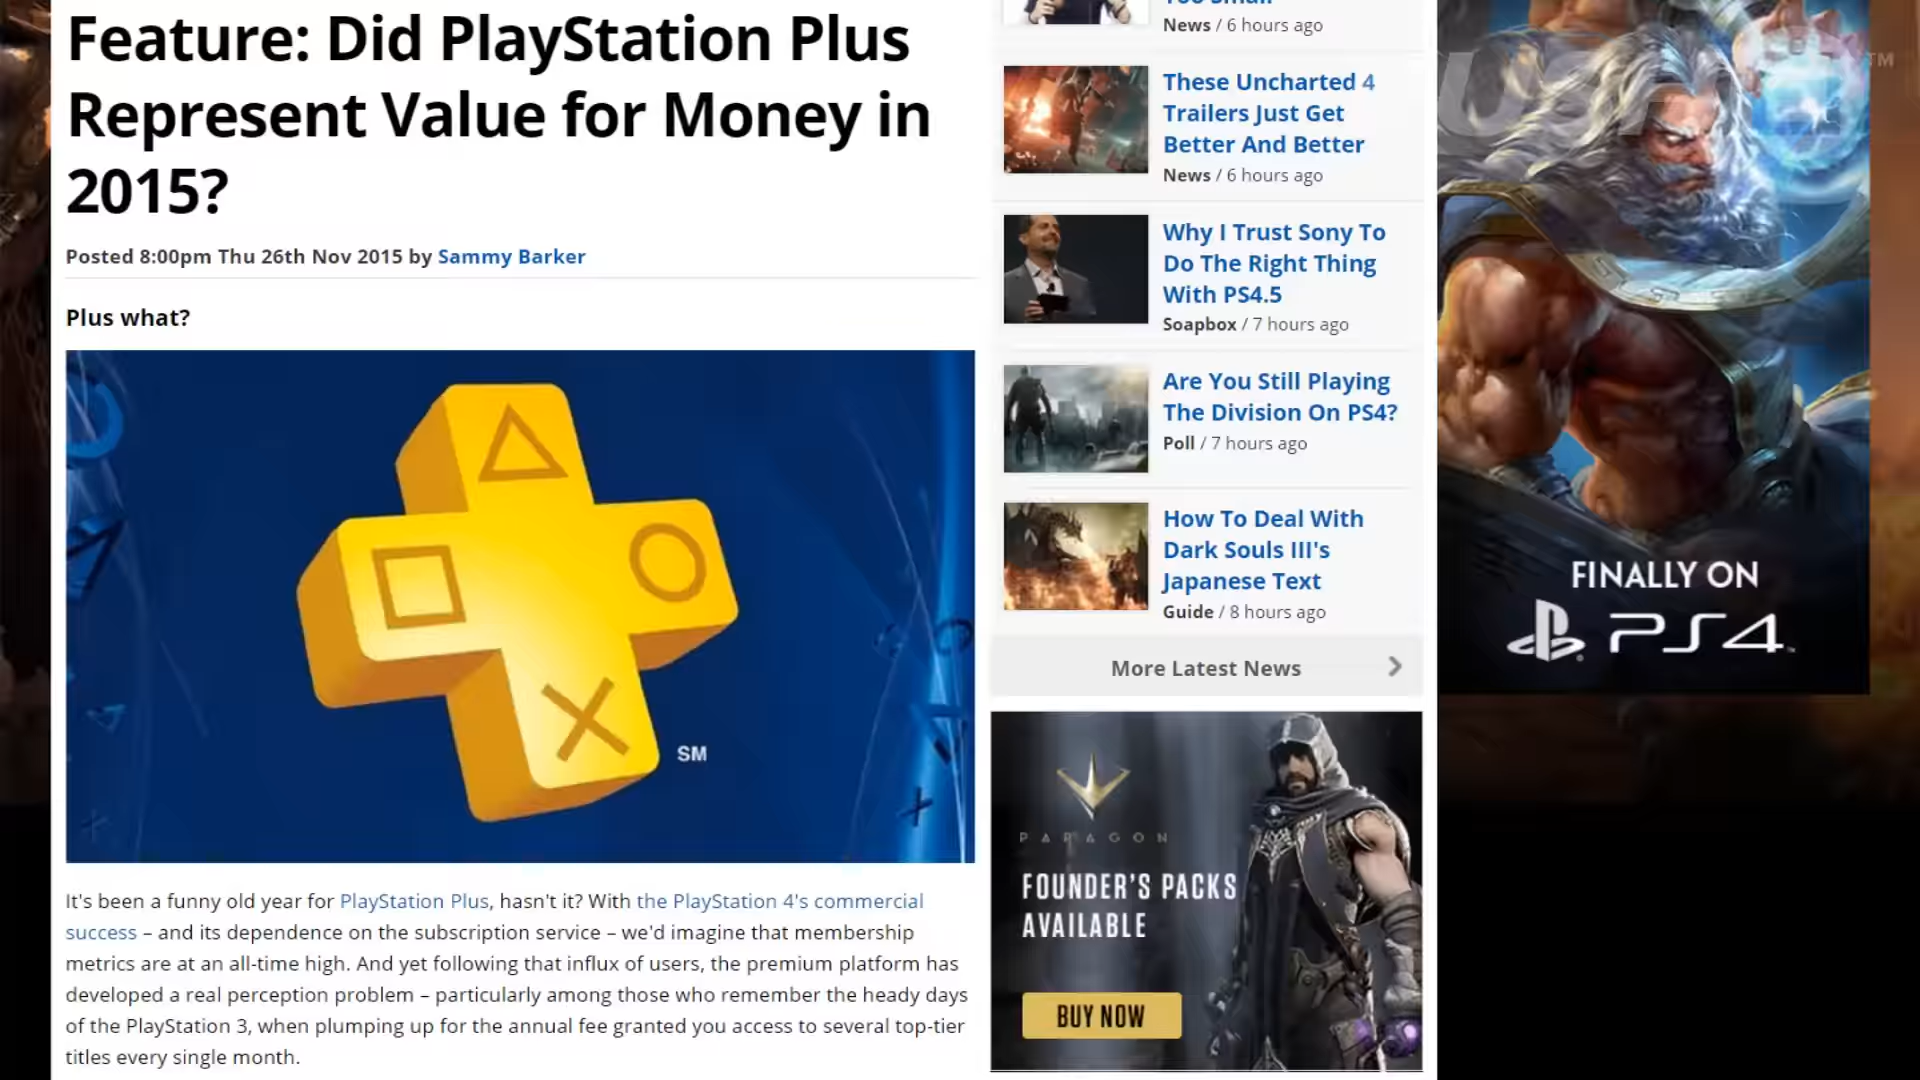 Feature: Did PlayStation Plus
Represent Value for Money in
2015?
Posted 8:00pm Thu 26th Nov 2015 by Sammy Barker
Plus what?
SM
It's been a funny old year for PlayStation Plus, hasn't it? With the PlayStation 4's commercial
success – and its dependence on the subscription service – we'd imagine that membership
metrics are at an all-time high. And yet following that influx of users, the premium platform has
developed a real perception problem – particularly among those who remember the heady days
of the PlayStation 3, when plumping up for the annual fee granted you access to several top-tier
titles every single month.
News / 6 hours ago
These Uncharted 4
Trailers Just Get
Better And Better
News / 6 hours ago
Why I Trust Sony To
Do The Right Thing
With PS4.5
Soapbox / 7 hours ago
Are You Still Playing
The Division On PS4?
Poll / 7 hours ago
How To Deal With
Dark Souls III's
Japanese Text
Guide / 8 hours ago
More Latest News
PARAGON
FOUNDER'S PACKS
AVAILABLE
BUY NOW
FINALLY ON
PS4